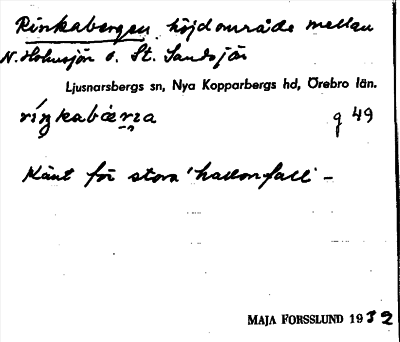 Rinkabergen höjdområde mellan
N. Hohusjön o. St. Sandsjön
Ljusnarsbergs sn, Nya Kopparbergs hd, Örebro län.
q 49
Känt för stora 'hallonfall' –
MAJA FORSSLUND 1932